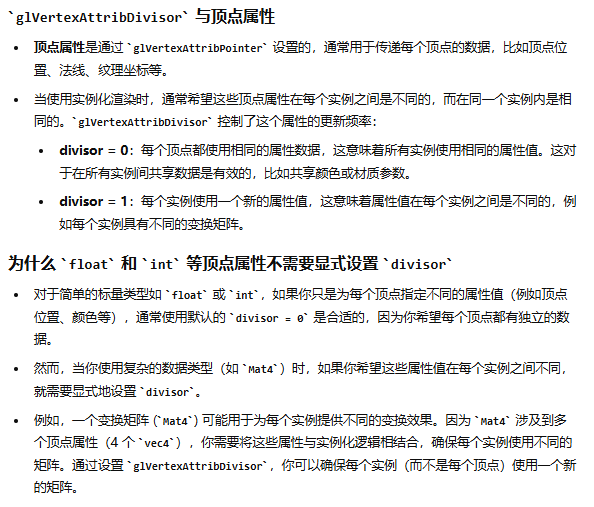 `glVertexAttribDivisor` 与顶点属性
• 顶点属性是通过 `glVertexAttribPointer` 设置的，通常用于传递每个顶点的数据，比如顶点位
置、法线、纹理坐标等。
• 当使用实例化渲染时，通常希望这些顶点属性在每个实例之间是不同的，而在同一个实例内是相
同的。`glVertexAttribDivisor` 控制了这个属性的更新频率：
• divisor = 0：每个顶点都使用相同的属性数据，这意味着所有实例使用相同的属性值。这对
于在所有实例间共享数据是有效的，比如共享颜色或材质参数。
• divisor = 1：每个实例使用一个新的属性值，这意味着属性值在每个实例之间是不同的，例
如每个实例具有不同的变换矩阵。
为什么 `float` 和 `int` 等顶点属性不需要显式设置 `divisor`
• 对于简单的标量类型如 `float` 或 `int`，如果你只是为每个顶点指定不同的属性值（例如顶点
位置、颜色等），通常使用默认的 `divisor = 0` 是合适的，因为你希望每个顶点都有独立的数
据。
• 然而，当你使用复杂的数据类型（如 `Mat4`）时，如果你希望这些属性值在每个实例之间不同，
就需要显式地设置 `divisor`。
• 例如，一个变换矩阵 (`Mat4`) 可能用于为每个实例提供不同的变换效果。因为 `Mat4` 涉及到多
个顶点属性（4 个 `vec4`），你需要将这些属性与实例化逻辑相结合，确保每个实例使用不同的
矩阵。通过设置 `glVertexAttribDivisor`，你可以确保每个实例（而不是每个顶点）使用一个新
的矩阵。